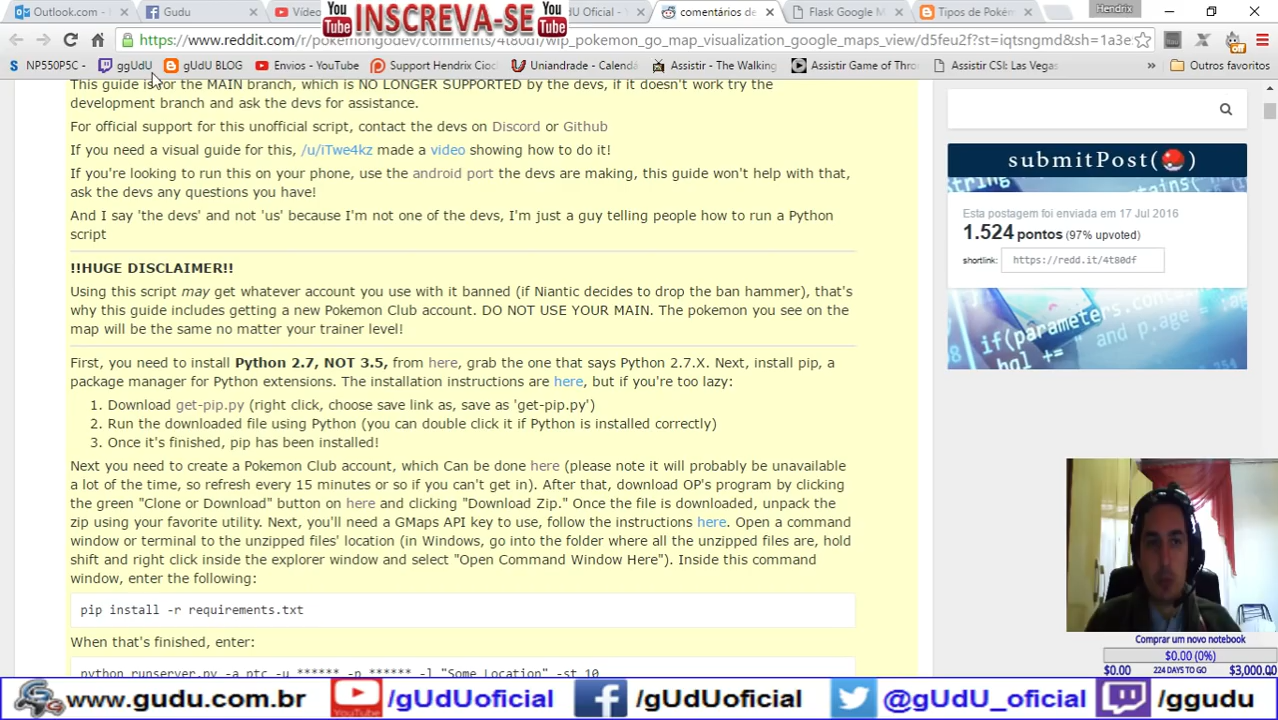 Outlook.com -
Gudu
Vídeo
You Tube INSCREVA-SE You Tube
UdU Oficial -
comentários de
Flask Google M
Tipos de Pokém
Hendrix
https://www.reddit.com/r/pokemongodev/comments/4t80df/wip_pokemon_go_map_visualization_google_maps_view/d5feu2f?st=iqtsngmd&sh=1a3e
off
NP550P5C -
ggUdU
gUdU BLOG
Envios - YouTube
Support Hendrix Cioc
Uniandrade - Calendá
Assistir - The Walking
Assistir Game of Thror
Assistir CSI: Las Vegas
»
Outros favoritos
This guide is for the MAIN branch, which is NO LONGER SUPPORTED by the devs, if it doesn't work try the
development branch and ask the devs for assistance.
For official support for this unofficial script, contact the devs on Discord or Github
If you need a visual guide for this, /u/iTwe4kz made a video showing how to do it!
If you're looking to run this on your phone, use the android port the devs are making, this guide won't help with that,
ask the devs any questions you have!
And I say 'the devs' and not 'us' because I'm not one of the devs, I'm just a guy telling people how to run a Python
script
!!HUGE DISCLAIMER!!
Using this script may get whatever account you use with it banned (if Niantic decides to drop the ban hammer), that's
why this guide includes getting a new Pokemon Club account. DO NOT USE YOUR MAIN. The pokemon you see on the
map will be the same no matter your trainer level!
First, you need to install Python 2.7, NOT 3.5, from here, grab the one that says Python 2.7.X. Next, install pip, a
package manager for Python extensions. The installation instructions are here, but if you're too lazy:
1. Download get-pip.py (right click, choose save link as, save as 'get-pip.py')
2. Run the downloaded file using Python (you can double click it if Python is installed correctly)
3. Once it's finished, pip has been installed!
Next you need to create a Pokemon Club account, which Can be done here (please note it will probably be unavailable
a lot of the time, so refresh every 15 minutes or so if you can't get in). After that, download OP's program by clicking
the green "Clone or Download" button on here and clicking "Download Zip." Once the file is downloaded, unpack the
zip using your favorite utility. Next, you'll need a GMaps API key to use, follow the instructions here. Open a command
window or terminal to the unzipped files' location (in Windows, go into the folder where all the unzipped files are, hold
shift and right click inside the explorer window and select "Open Command Window Here"). Inside this command
window, enter the following:
pip install -r requirements.txt
When that's finished, enter:
python runserver.py -a ptc -u ****** -p ****** -l "Some Location" -st 10
submitPost( )
Esta postagem foi enviada em 17 Jul 2016
1.524 pontos (97% upvoted)
shortlink: https://redd.it/4t80df
Comprar um novo notebook
$0.00 (0%)
$0.00 224 DAYS TO GO $3,000.00
www.gudu.com.br
YouTube /gUdUoficial
/gUdUoficial
@gUdU_oficial
/ggudu